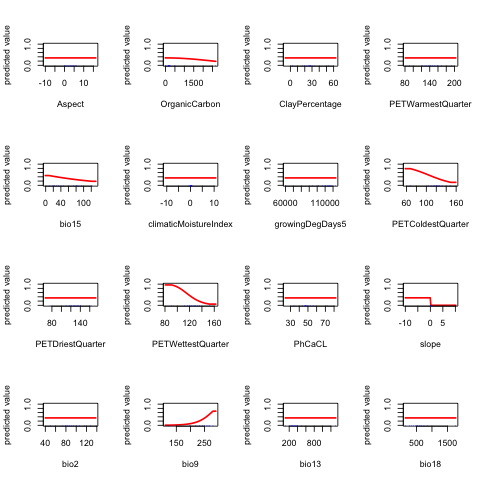 predicted value
0.0 1.0
-10 0 5 15
Aspect
predicted value
0.0 1.0
0 1500
OrganicCarbon
predicted value
0.0 1.0
0 30 60
ClayPercentage
predicted value
0.0 1.0
80 140 200
PETWarmestQuarter
predicted value
0.0 1.0
0 40 100
bio15
predicted value
0.0 1.0
-10 0 5 10
climaticMoistureIndex
predicted value
0.0 1.0
60000 110000
growingDegDays5
predicted value
0.0 1.0
60 100 160
PETColdestQuarter
predicted value
0.0 1.0
80 140
PETDriestQuarter
predicted value
0.0 1.0
80 120 160
PETWettestQuarter
predicted value
0.0 1.0
30 50 70
PhCaCL
predicted value
0.0 1.0
-10 0 5
slope
predicted value
0.0 1.0
40 80 120
bio2
predicted value
0.0 1.0
150 250
bio9
predicted value
0.0 1.0
200 800
bio13
predicted value
0.0 1.0
500 1500
bio18